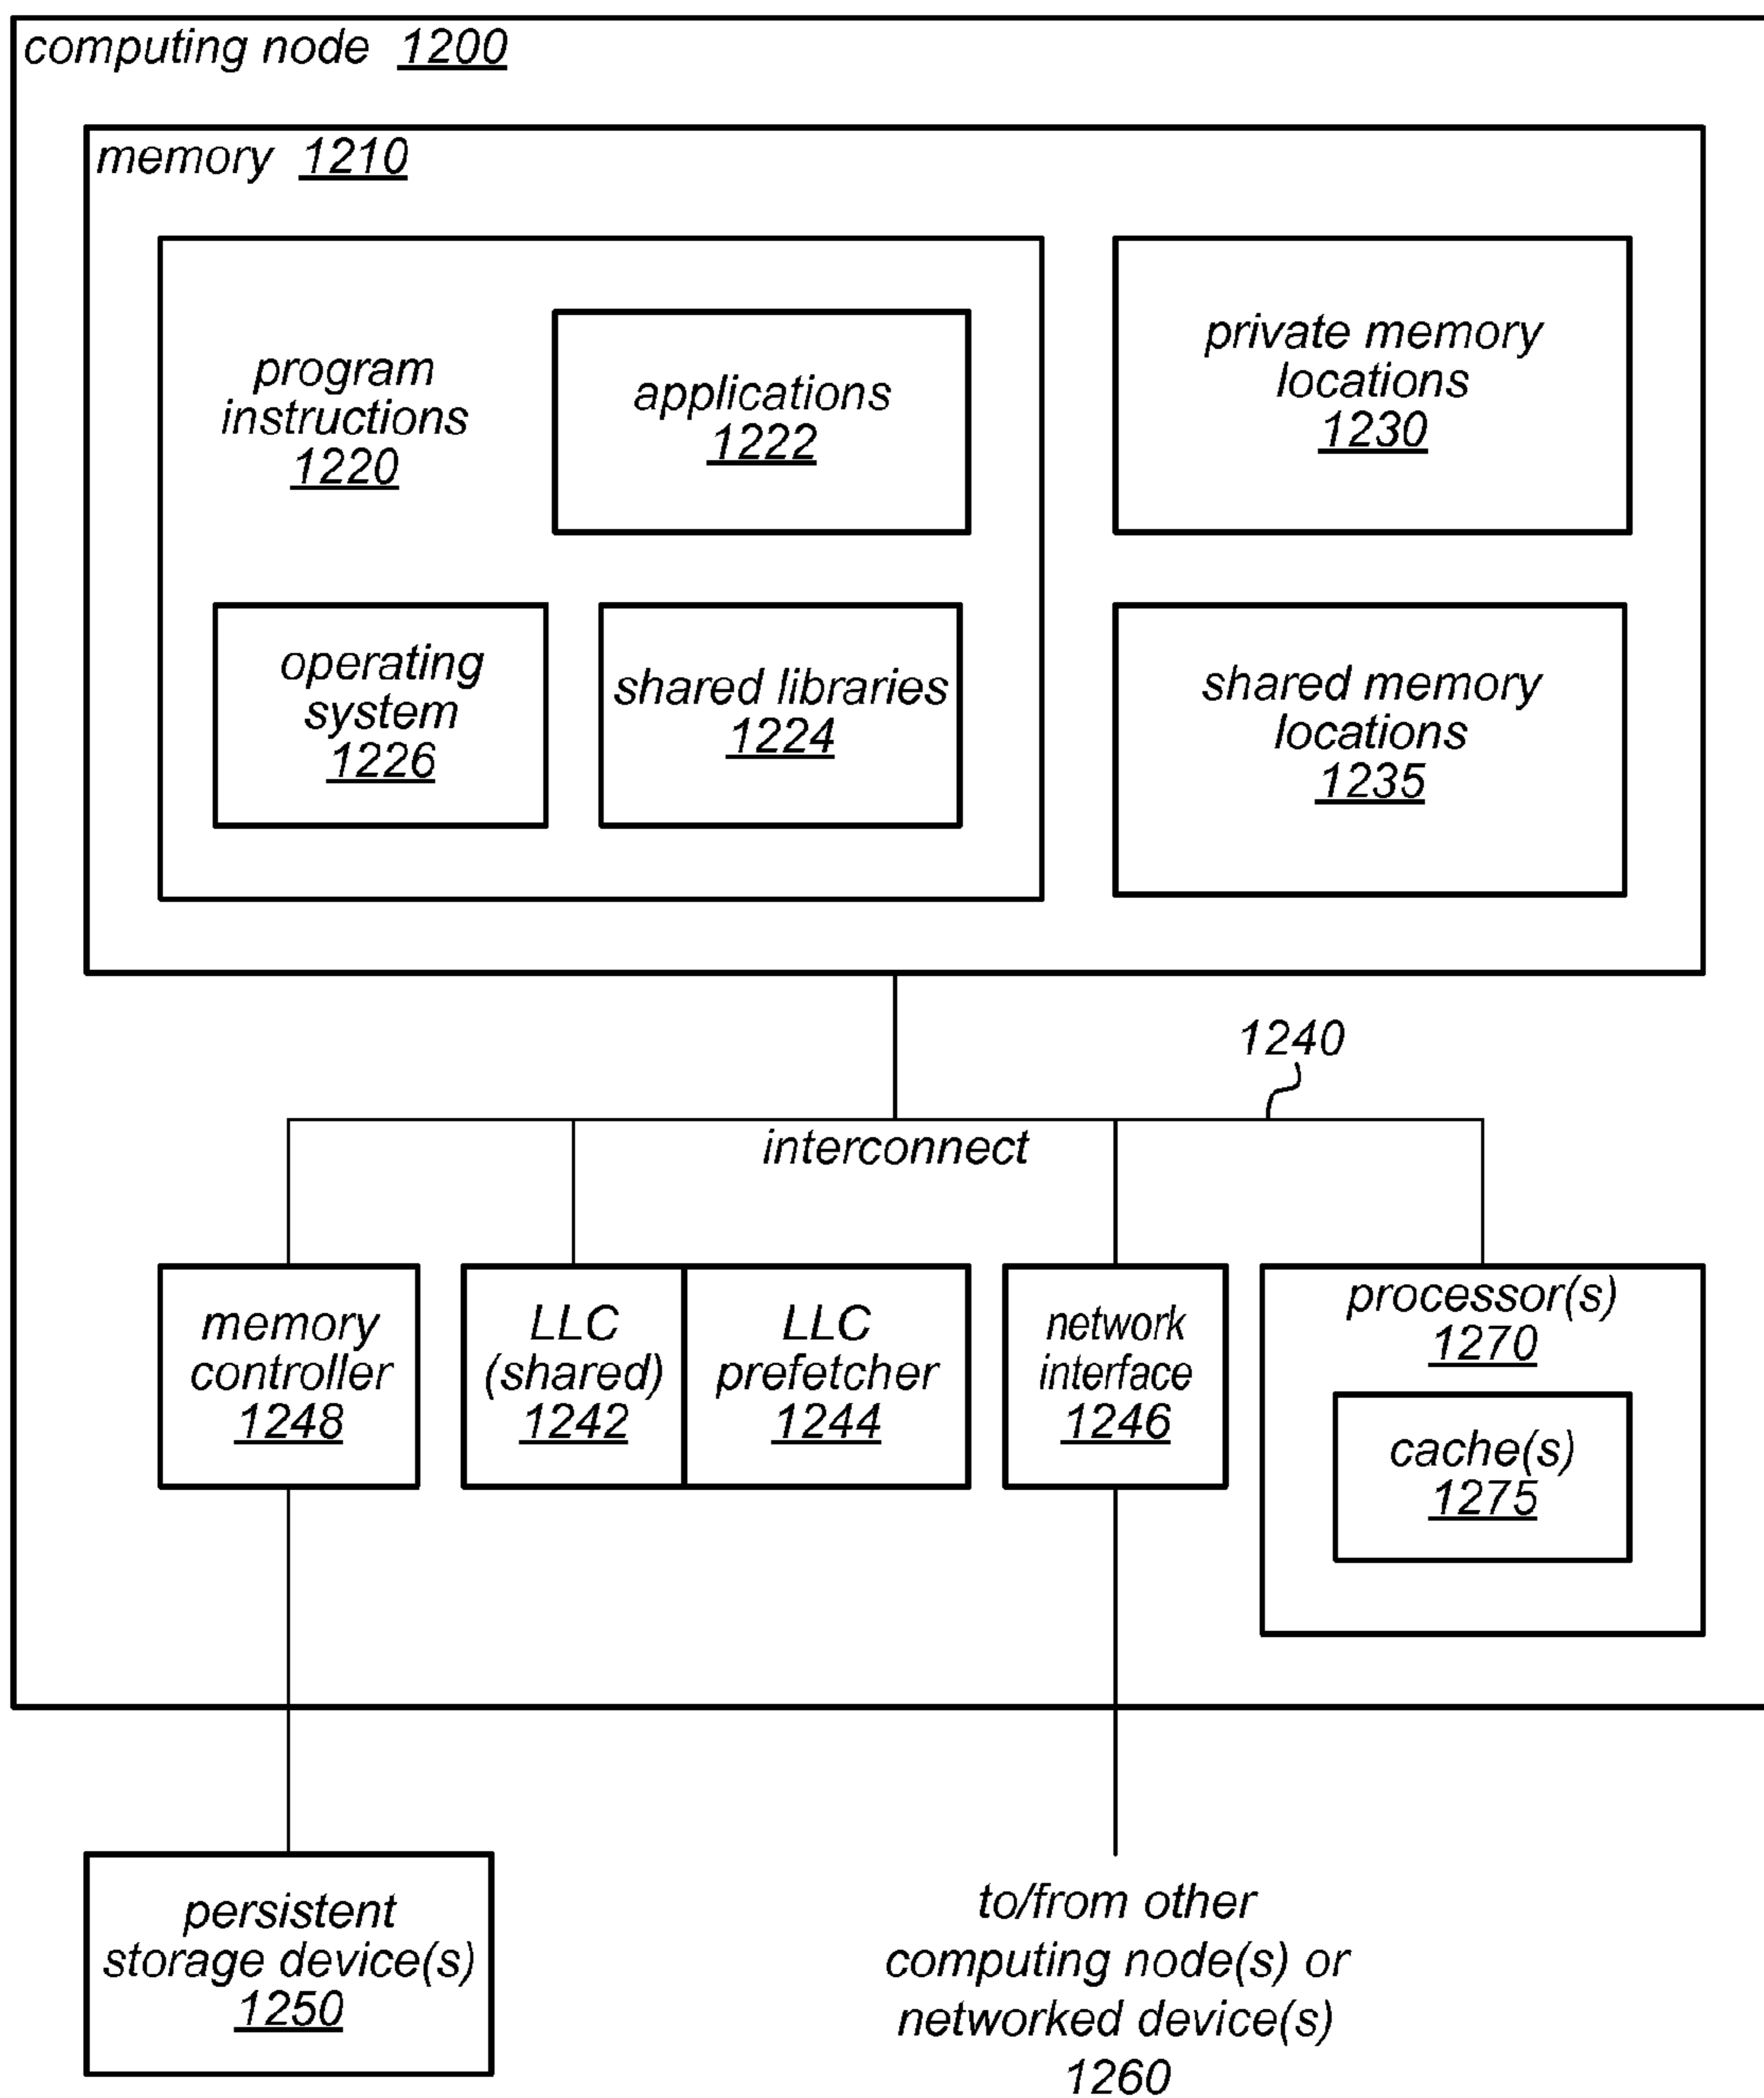 computing node 1200
memory 1210
program
instructions
1220
applications
1222
operating
system
1226
shared libraries
1224
private memory
locations
1230
shared memory
locations
1235
1240
interconnect
memory
controller
1248
LLC
(shared)
1242
LLC
prefetcher
1244
network
interface
1246
processor(s)
1270
cache(s)
1275
persistent
storage device(s)
1250
to/from other
computing node(s) or
networked device(s)
1260